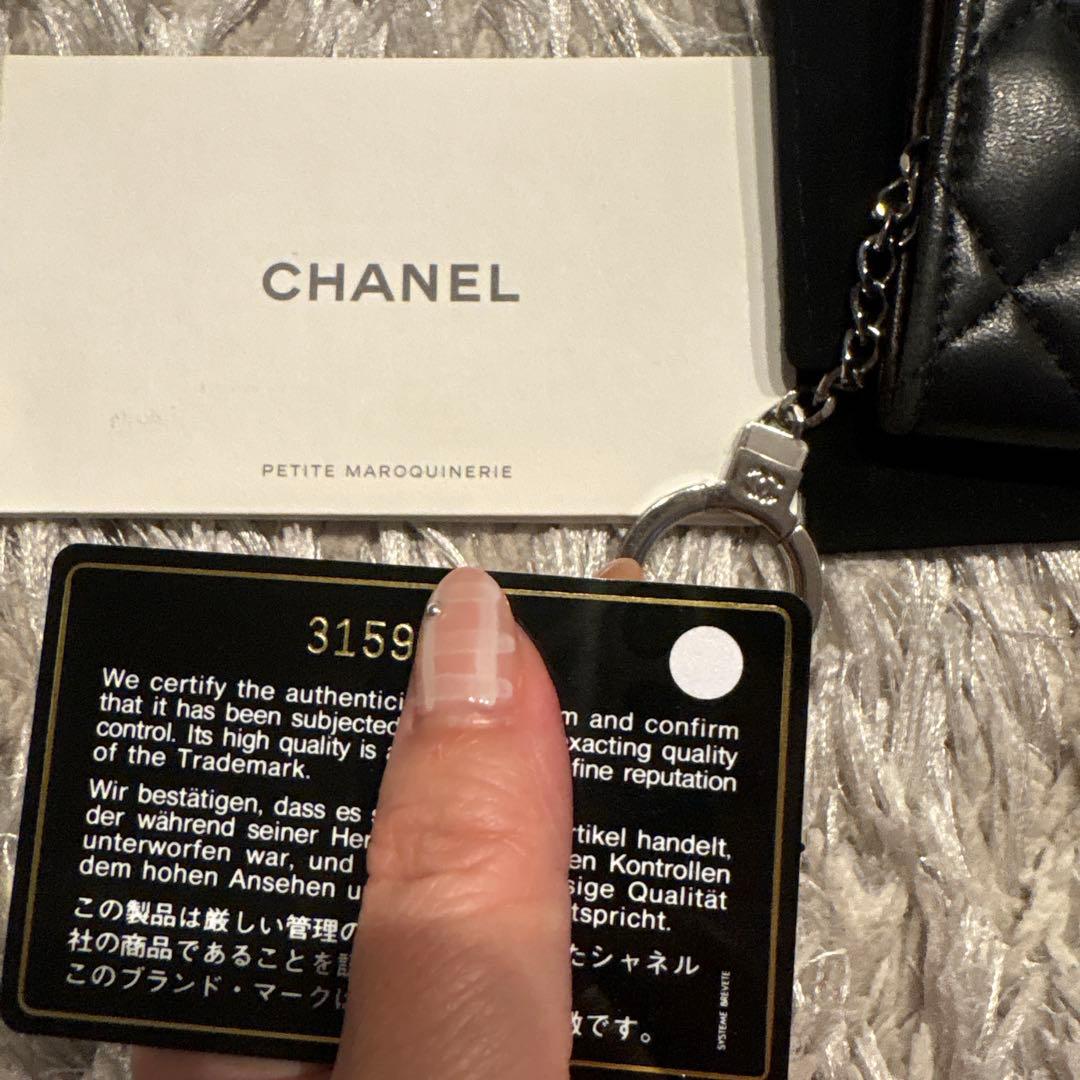 CHANEL
PETITE MAROQUINERIE
3159
We certify the m and confirm
that it has been subjected xacting quality
control. Its high quality is fine reputation
of the Trademark.
Wir bestätigen, dass es rtikel handelt,
der während seiner Kontrollen
unterworfen war, und Qualität
dem hohen Ansehen tspricht.
この製品は厳しい管理の たシャネル
社の商品であることを
このブランド・マークは です。
SYSTEME BREVETE